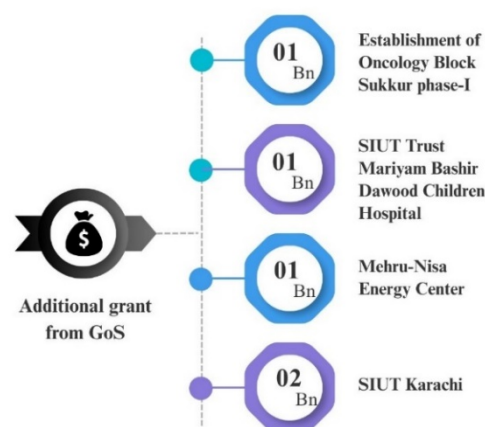 01
Bn
Establishment of
Oncology Block
Sukkur phase-I
01
Bn
SIUT Trust
Mariyam Bashir
Dawood Children
Hospital
$
Additional grant
from GoS
01
Bn
Mehru-Nisa
Energy Center
02
Bn
SIUT Karachi